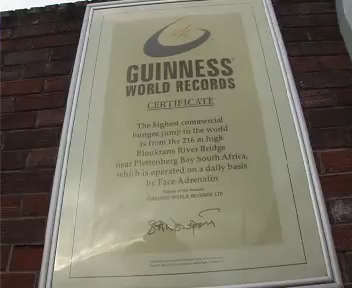 GUINNESS
WORLD RECORDS
CERTIFICATE
The highest commercial
bungee jump in the world
is from the 216 m high
Bloukrans River Bridge
near Plettenberg Bay South Africa,
which is operated on a daily basis
by Face Adrenalin
GUINNESS WORLD RECORDS LTD